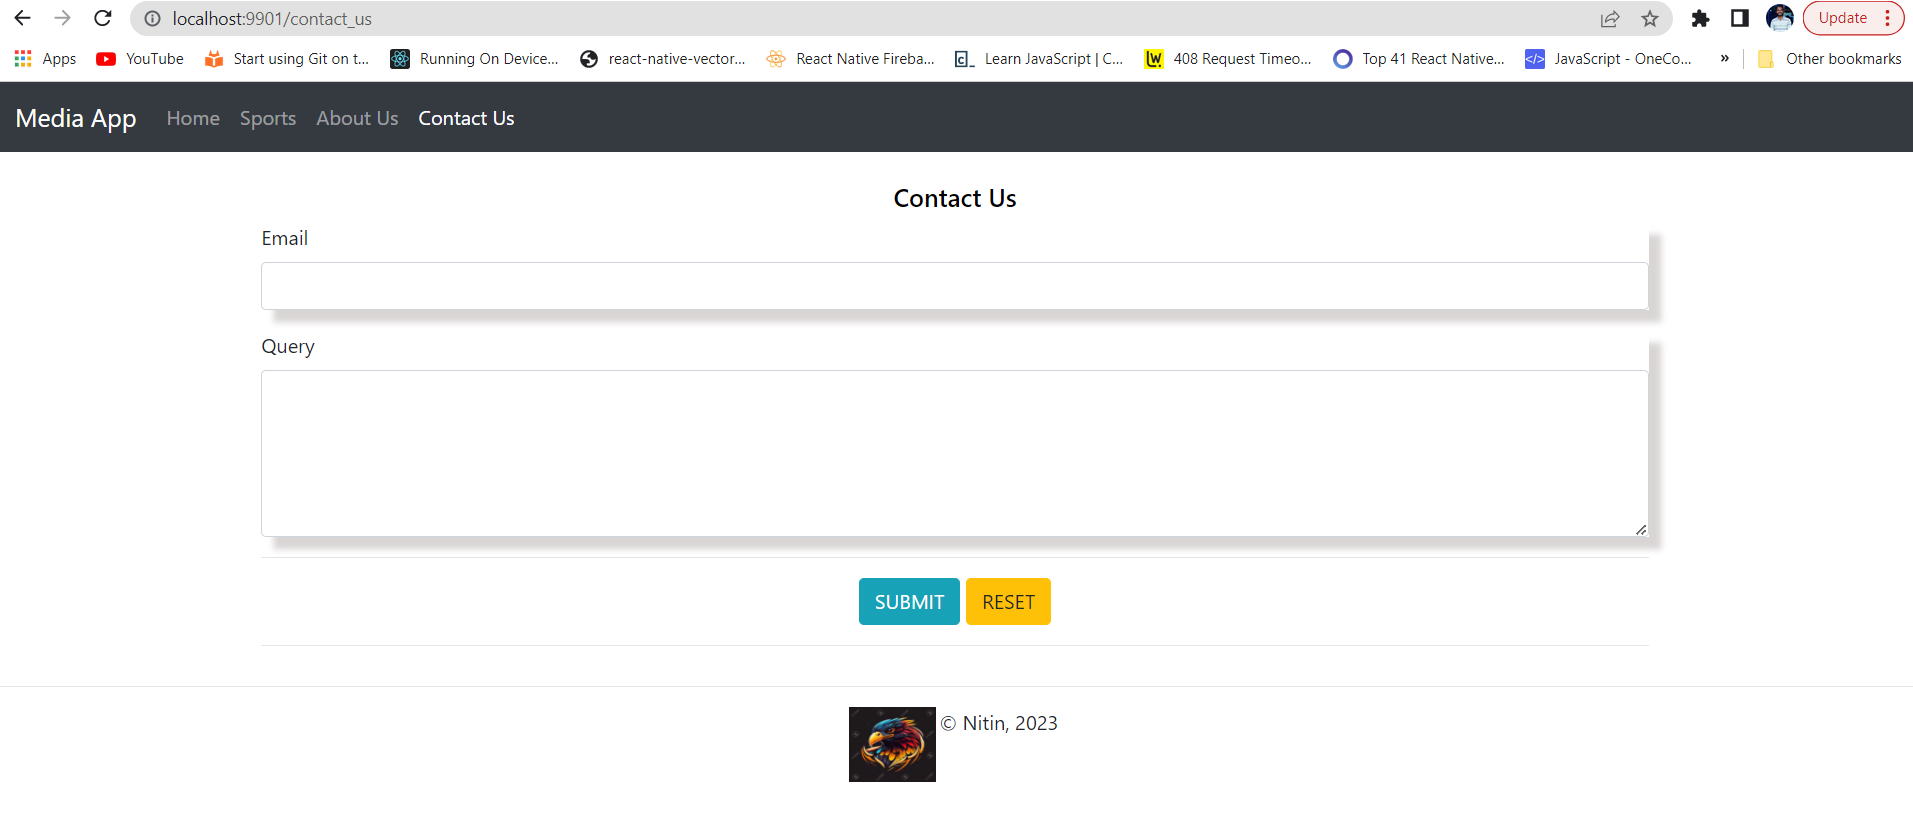 localhost:9901/contact_us Update
Apps YouTube Start using Git on t... Running On Device... react-native-vector... React Native Fireba... Learn JavaScript | C... 408 Request Timeo... Top 41 React Native... JavaScript - OneCo... » Other bookmarks
Media App Home Sports About Us Contact Us
Contact Us
Email
Query
SUBMIT RESET
© Nitin, 2023